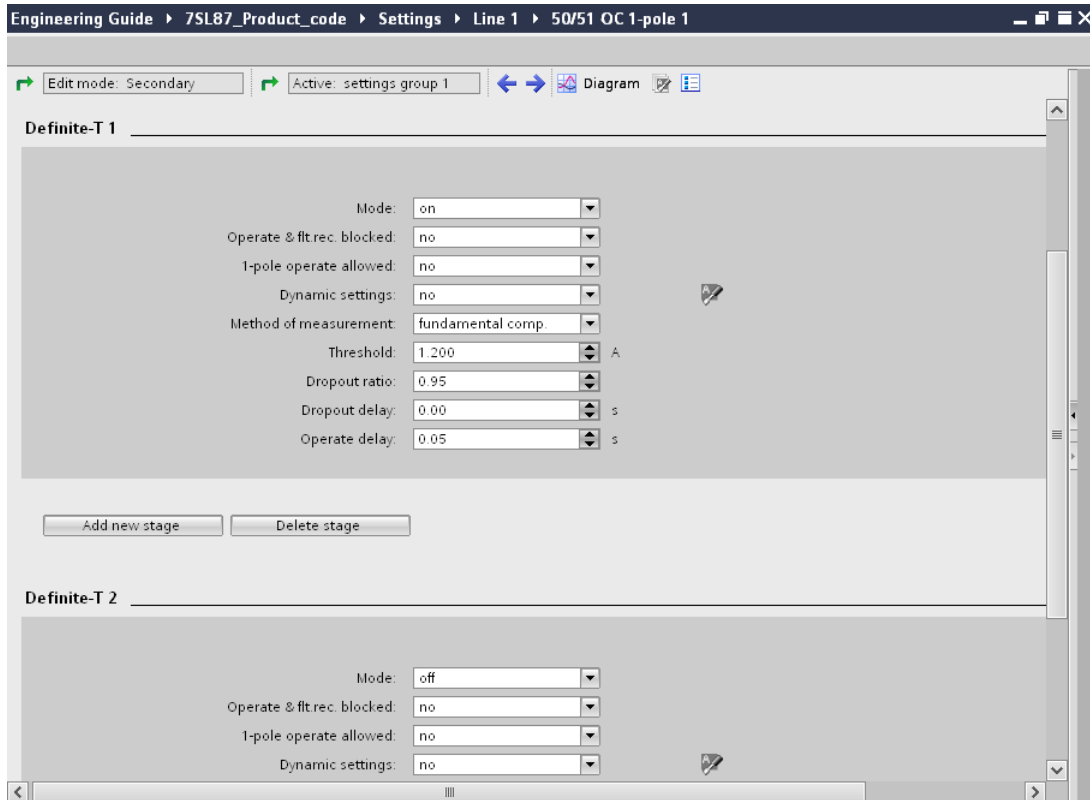 Engineering Guide ▸ 7SL87_Product_code ▸ Settings ▸ Line 1 ▸ 50/51 OC 1-pole 1
Edit mode: Secondary Active: settings group 1 Diagram
Definite-T 1
Mode: on
Operate & flt.rec. blocked: no
1-pole operate allowed: no
Dynamic settings: no
Method of measurement: fundamental comp.
Threshold: 1.200 A
Dropout ratio: 0.95
Dropout delay: 0.00 s
Operate delay: 0.05 s
Add new stage Delete stage
Definite-T 2
Mode: off
Operate & flt.rec. blocked: no
1-pole operate allowed: no
Dynamic settings: no